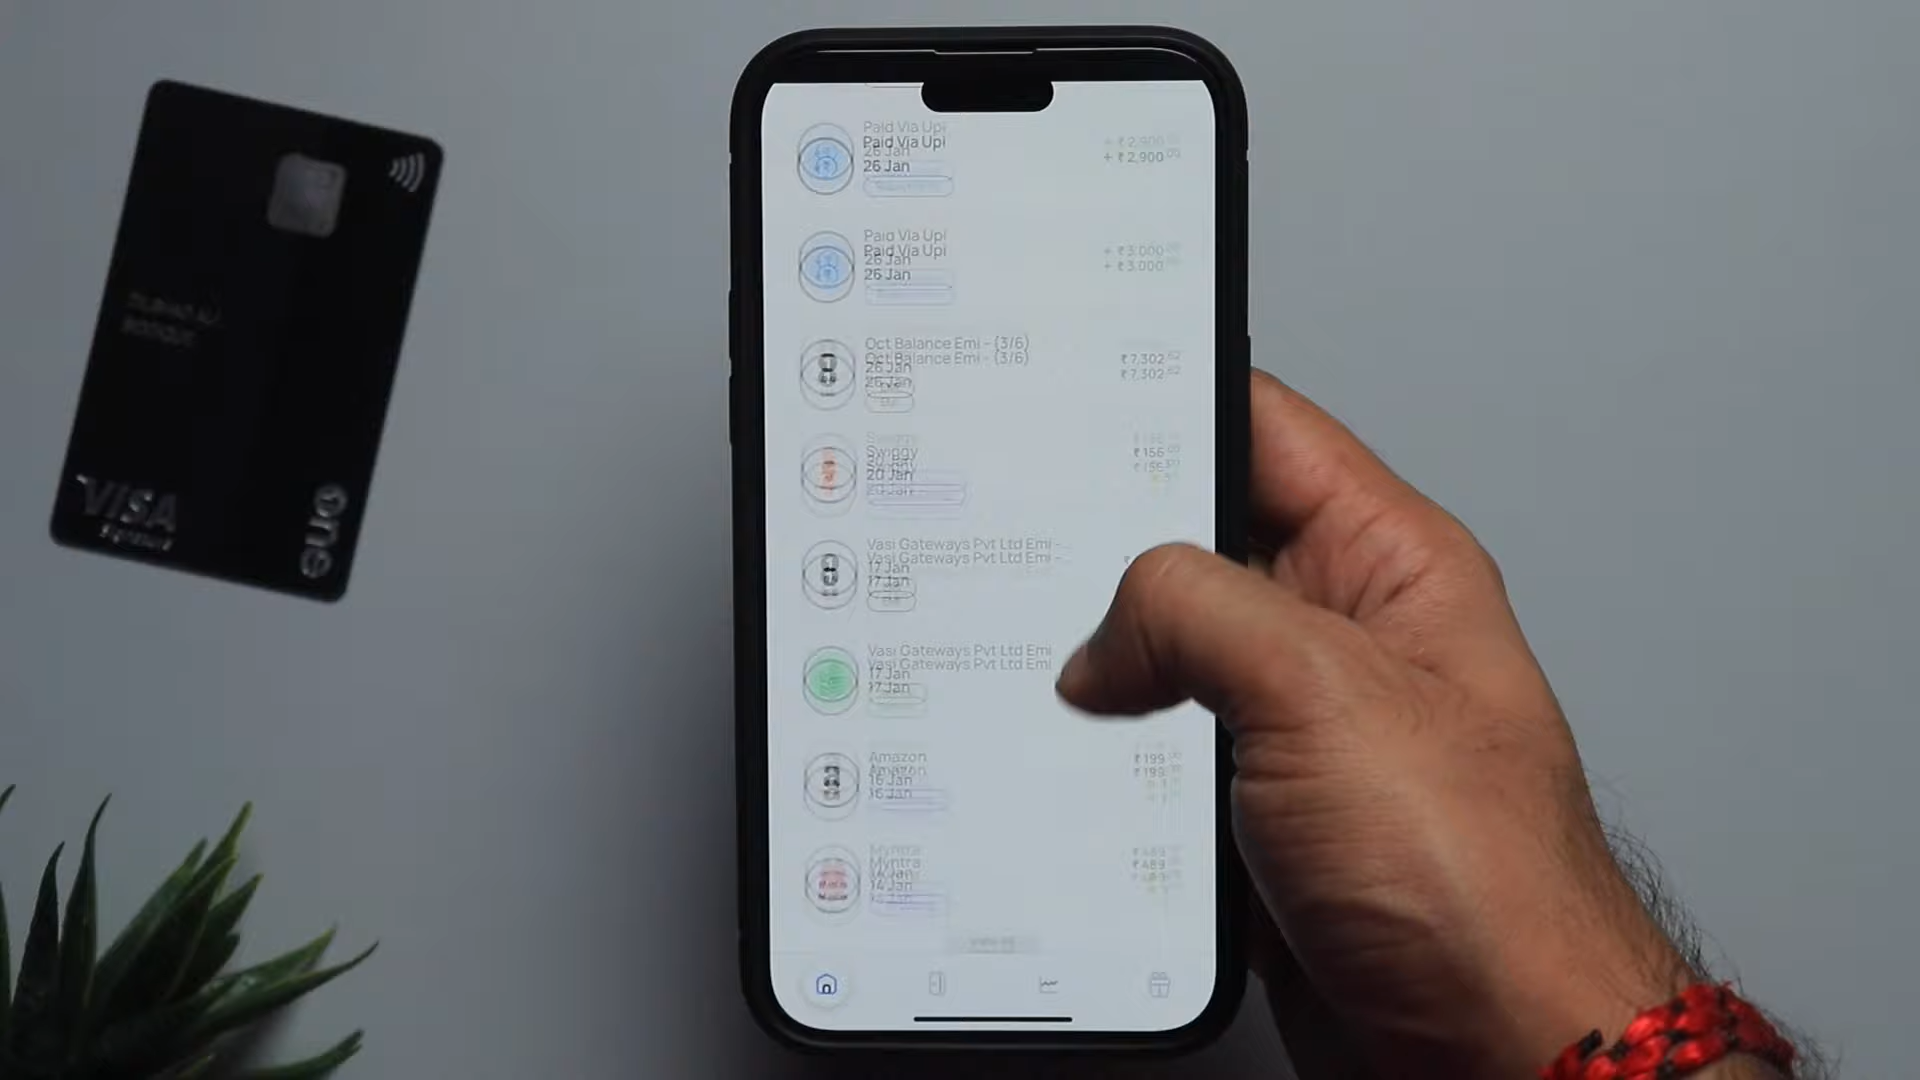 Paid Via Upi
+ ₹2,900
26 Jan
Paid Via Upi
+ ₹3,000
26 Jan
Oct Balance Emi - (3/6)
₹7,302
26 Jan
Swiggy
₹156
20 Jan
Vasi Gateways Pvt Ltd Emi -
17 Jan
Vasi Gateways Pvt Ltd Emi
17 Jan
Amazon
₹199
16 Jan
Myntra
₹489
14 Jan
VISA
Signature
one